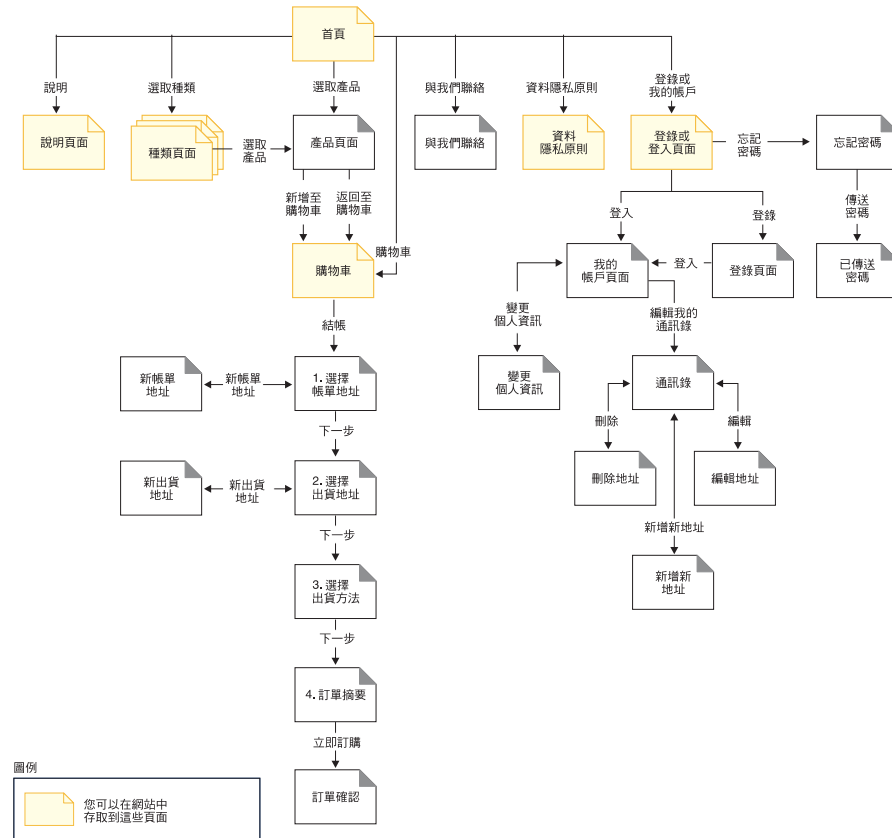 首頁
說明
選取種類
選取產品
與我們聯絡
資料隱私原則
登錄或
我的帳戶
說明頁面
種類頁面
選取
產品
產品頁面
與我們聯絡
資料
隱私原則
登錄或
登入頁面
忘記
密碼
忘記密碼
新增至
購物車
返回至
購物車
購物車
登入
登錄
傳送
密碼
購物車
我的
帳戶頁面
登入
登錄頁面
已傳送
密碼
結帳
變更
個人資訊
編輯我的
通訊錄
新帳單
地址
新帳單
地址
1.選擇
帳單地址
變更
個人資訊
通訊錄
下一步
刪除
編輯
新出貨
地址
新出貨
地址
2.選擇
出貨地址
刪除地址
編輯地址
下一步
新增新地址
3.選擇
出貨方法
新增新
地址
下一步
4.訂單摘要
立即訂購
訂單確認
圖例
您可以在網站中
存取到這些頁面